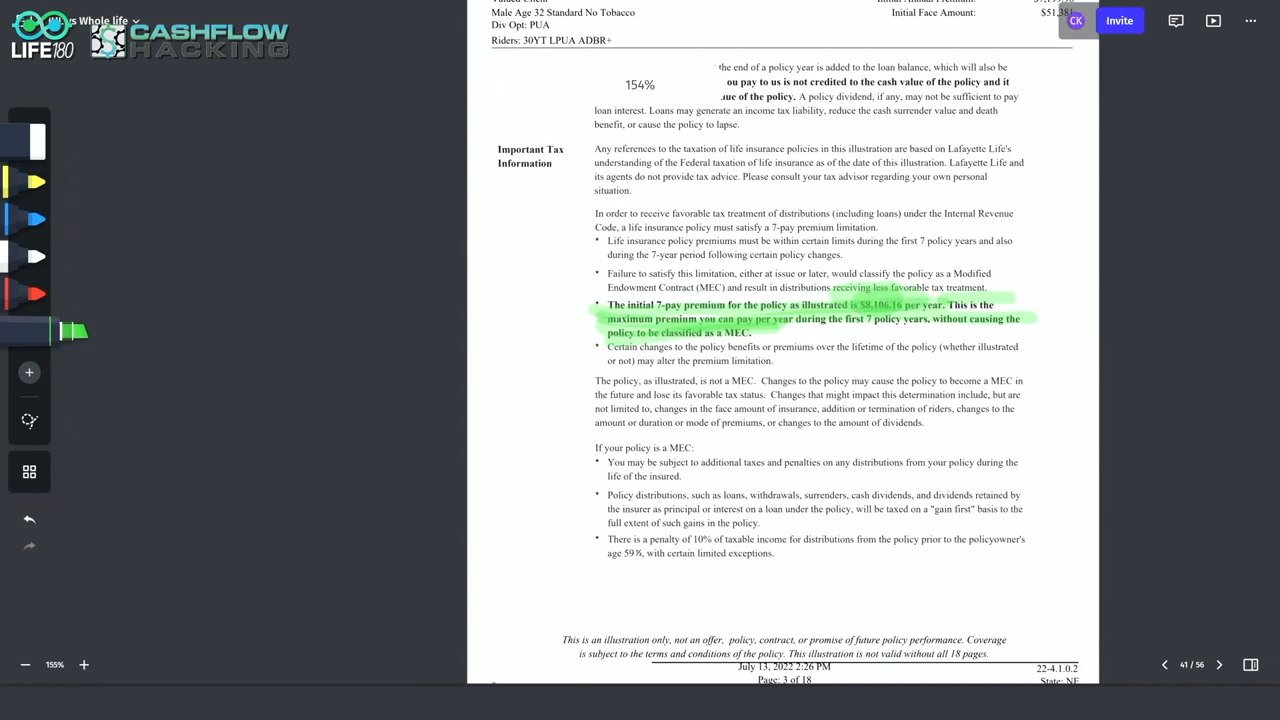 Whole life
LIFE180
CASHFLOW
HACKING
CK
Invite
Male Age 32 Standard No Tobacco
Initial Face Amount:
Div Opt: PUA
Riders: 30YT LPUA ADBR+
154%
the end of a policy year is added to the loan balance, which will also be
ou pay to us is not credited to the cash value of the policy and it
ue of the policy. A policy dividend, if any, may not be sufficient to pay
loan interest. Loans may generate an income tax liability, reduce the cash surrender value and death
benefit, or cause the policy to lapse.
Important Tax
Information
Any references to the taxation of life insurance policies in this illustration are based on Lafayette Life's
understanding of the Federal taxation of life insurance as of the date of this illustration. Lafayette Life and
its agents do not provide tax advice. Please consult your tax advisor regarding your own personal
situation.
In order to receive favorable tax treatment of distributions (including loans) under the Internal Revenue
Code, a life insurance policy must satisfy a 7-pay premium limitation.
* Life insurance policy premiums must be within certain limits during the first 7 policy years and also
during the 7-year period following certain policy changes.
* Failure to satisfy this limitation, either at issue or later, would classify the policy as a Modified
Endowment Contract (MEC) and result in distributions receiving less favorable tax treatment.
* The initial 7-pay premium for the policy as illustrated is $8,106.16 per year. This is the
maximum premium you can pay per year during the first 7 policy years, without causing the
policy to be classified as a MEC.
* Certain changes to the policy benefits or premiums over the lifetime of the policy (whether illustrated
or not) may alter the premium limitation.
The policy, as illustrated, is not a MEC. Changes to the policy may cause the policy to become a MEC in
the future and lose its favorable tax status. Changes that might impact this determination include, but are
not limited to, changes in the face amount of insurance, addition or termination of riders, changes to the
amount or duration or mode of premiums, or changes to the amount of dividends.
If your policy is a MEC:
* You may be subject to additional taxes and penalties on any distributions from your policy during the
life of the insured.
* Policy distributions, such as loans, withdrawals, surrenders, cash dividends, and dividends retained by
the insurer as principal or interest on a loan under the policy, will be taxed on a "gain first" basis to the
full extent of such gains in the policy.
* There is a penalty of 10% of taxable income for distributions from the policy prior to the policyowner's
age 59½, with certain limited exceptions.
This is an illustration only, not an offer, policy, contract, or promise of future policy performance. Coverage
is subject to the terms and conditions of the policy. This illustration is not valid without all 18 pages.
July 13, 2022 2:26 PM
22-4.1.0.2
Page: 3 of 18
State: NE
155%
41 / 56